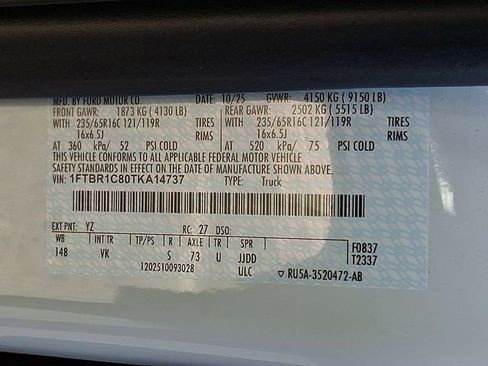 MFD. BY FORD MOTOR CO. 10/25 GVWR: 4150 KG ( 9150 LB)
FRONT GAWR: 1873 KG ( 4130 LB) REAR GAWR: 2502 KG ( 5515 LB)
WITH 235/65R16C 121/119R TIRES WITH 235/65R16C 121/119R TIRES
16x6.5J RIMS 16x6.5J RIMS
AT 360 kPa/ 52 PSI COLD AT 520 kPa/ 75 PSI COLD
THIS VEHICLE CONFORMS TO ALL APPLICABLE FEDERAL MOTOR VEHICLE
SAFETY STANDARDS IN EFFECT ON THE DATE OF MANUFACTURE SHOWN ABOVE.
VIN: 1FTBR1C80TKA14737 TYPE: Truck
EXT PNT: YZ RC: 27 DSO:
WB INT TR TP/PS R AXLE TR SPR F0837
148 VK S 73 U JJDD T2337
1202510093028 ULC RU5A-3520472-AB